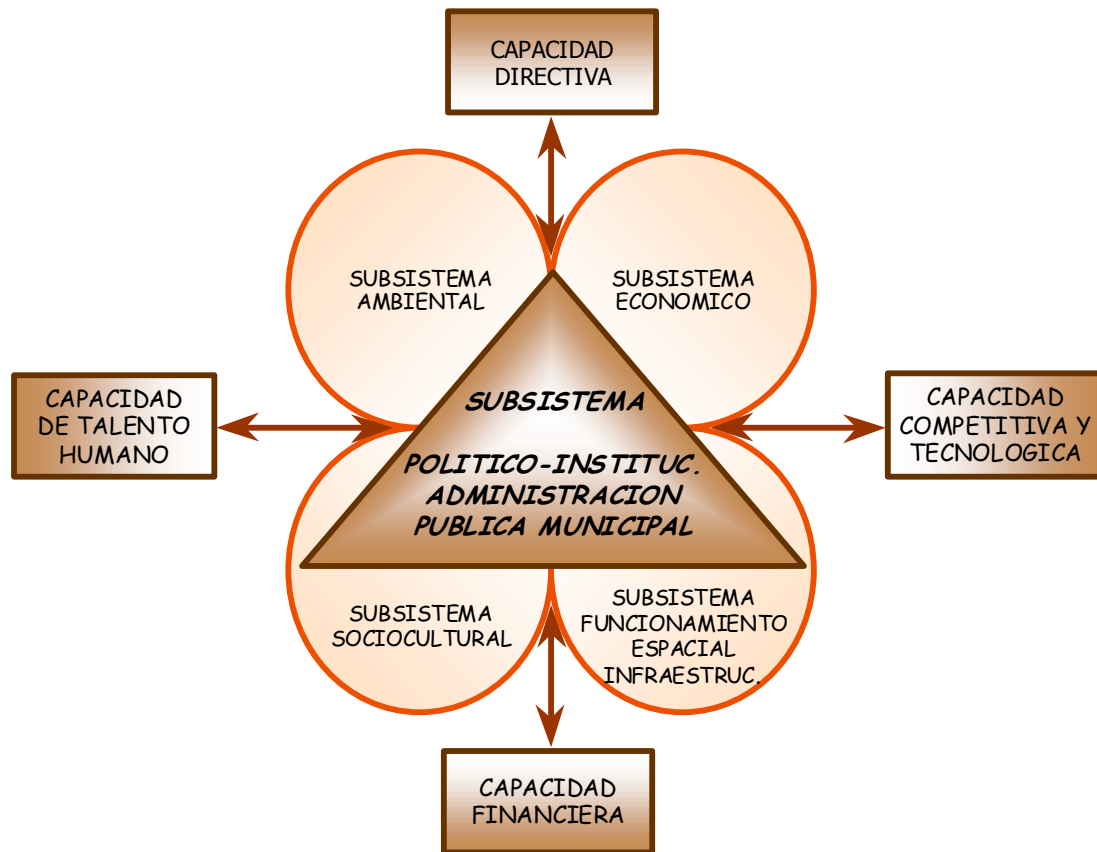 CAPACIDAD
DIRECTIVA
SUBSISTEMA
AMBIENTAL
SUBSISTEMA
ECONOMICO
CAPACIDAD
DE TALENTO
HUMANO
SUBSISTEMA
POLITICO-INSTITUC.
ADMINISTRACION
PUBLICA MUNICIPAL
CAPACIDAD
COMPETITIVA Y
TECNOLOGICA
SUBSISTEMA
SOCIOCULTURAL
SUBSISTEMA
FUNCIONAMIENTO
ESPACIAL
INFRAESTRUC.
CAPACIDAD
FINANCIERA